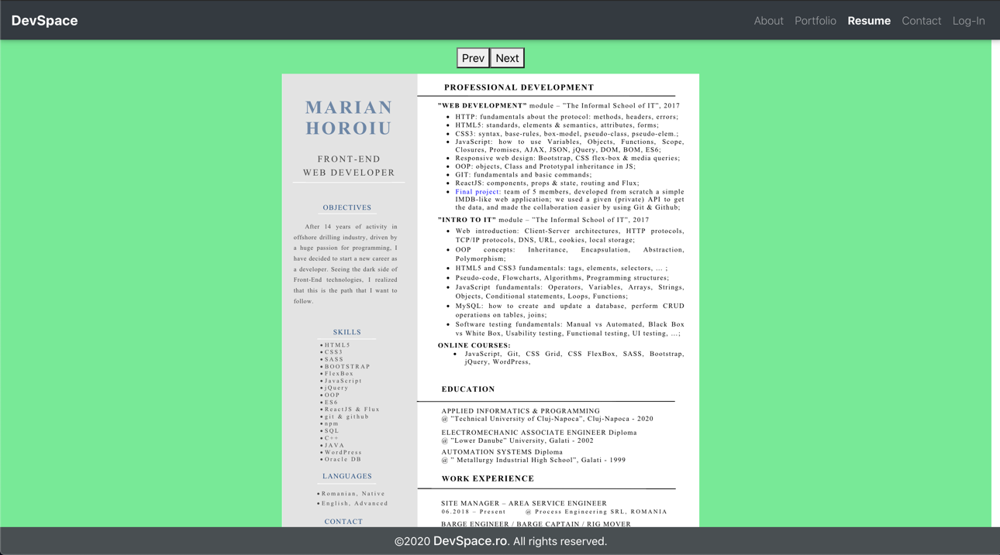 DevSpace
About Portfolio Resume Contact Log-In
Prev Next
MARIAN
HOROIU
FRONT-END
WEB DEVELOPER
OBJECTIVES
After 14 years of activity in
offshore drilling industry, driven by
a huge passion for programming, I
have decided to start a new career as
a developer. Seeing the dark side of
Front-End technologies, I realized
that this is the path that I want to
follow.
SKILLS
•HTML5
•CSS3
•SASS
•BOOTSTRAP
•FlexBox
•JavaScript
•jQuery
•OOP
•ES6
•ReactJS & Flux
•git & github
•npm
•SQL
•C++
•JAVA
•WordPress
•Oracle DB
LANGUAGES
•Romanian, Native
•English, Advanced
CONTACT
PROFESSIONAL DEVELOPMENT
"WEB DEVELOPMENT" module – "The Informal School of IT", 2017
• HTTP: fundamentals about the protocol: methods, headers, errors;
• HTML5: standards, elements & semantics, attributes, forms;
• CSS3: syntax, base-rules, box-model, pseudo-class, pseudo-elem.;
• JavaScript: how to use Variables, Objects, Functions, Scope,
Closures, Promises, AJAX, JSON, jQuery, DOM, BOM, ES6;
• Responsive web design: Bootstrap, CSS flex-box & media queries;
• OOP: objects, Class and Prototypal inheritance in JS;
• GIT: fundamentals and basic commands;
• ReactJS: components, props & state, routing and Flux;
• Final project: team of 5 members, developed from scratch a simple
IMDB-like web application; we used a given (private) API to get
the data, and made the collaboration easier by using Git & Github;
"INTRO TO IT" module – "The Informal School of IT", 2017
• Web introduction: Client-Server architectures, HTTP protocols,
TCP/IP protocols, DNS, URL, cookies, local storage;
• OOP concepts: Inheritance, Encapsulation, Abstraction,
Polymorphism;
• HTML5 and CSS3 fundamentals: tags, elements, selectors, ... ;
• Pseudo-code, Flowcharts, Algorithms, Programming structures;
• JavaScript fundamentals: Operators, Variables, Arrays, Strings,
Objects, Conditional statements, Loops, Functions;
• MySQL: how to create and update a database, perform CRUD
operations on tables, joins;
• Software testing fundamentals: Manual vs Automated, Black Box
vs White Box, Usability testing, Functional testing, UI testing, ...;
ONLINE COURSES:
• JavaScript, Git, CSS Grid, CSS FlexBox, SASS, Bootstrap,
jQuery, WordPress,
EDUCATION
APPLIED INFORMATICS & PROGRAMMING
@ "Technical University of Cluj-Napoca", Cluj-Napoca - 2020
ELECTROMECHANIC ASSOCIATE ENGINEER Diploma
@ "Lower Danube" University, Galati - 2002
AUTOMATION SYSTEMS Diploma
@ " Metallurgy Industrial High School", Galati - 1999
WORK EXPERIENCE
SITE MANAGER – AREA SERVICE ENGINEER
06.2018 – Present @ Process Engineering SRL, ROMANIA
BARGE ENGINEER / BARGE CAPTAIN / RIG MOVER
©2020 DevSpace.ro. All rights reserved.